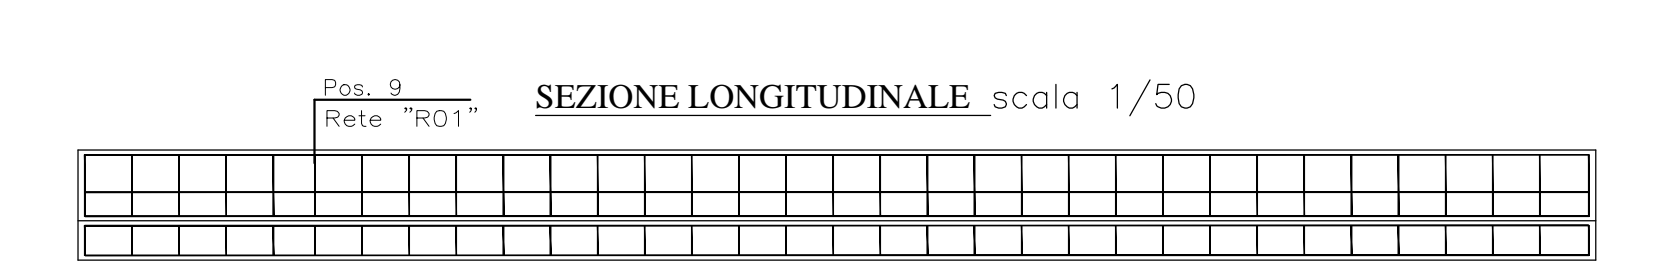 Pos. 9
Rete "R01"
SEZIONE LONGITUDINALE scala 1/50